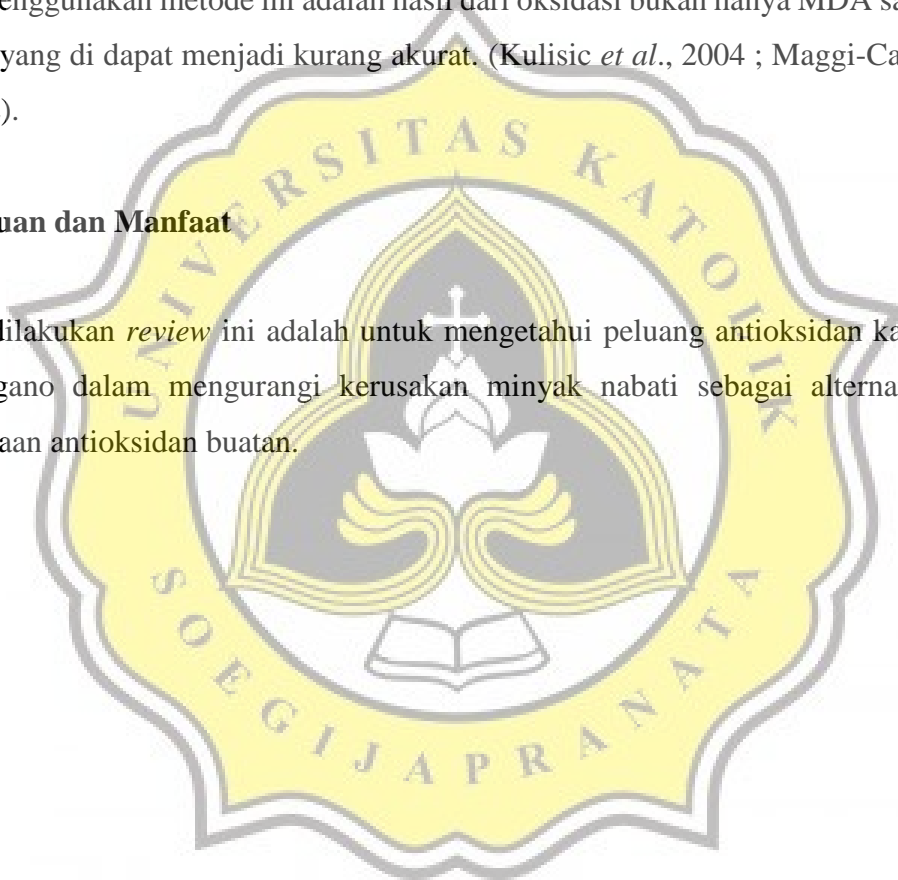 enggunakan metode ini adalah hasil dari oksidasi bukan hanya MDA sa
yang di dapat menjadi kurang akurat. (Kulisic et al., 2004 ; Maggi-Ca
).
uan dan Manfaat
dilakukan review ini adalah untuk mengetahui peluang antioksidan ka
gano dalam mengurangi kerusakan minyak nabati sebagai alterna
aan antioksidan buatan.
UNIVERSITAS KATOLIK
SOEGIJAPRANATA